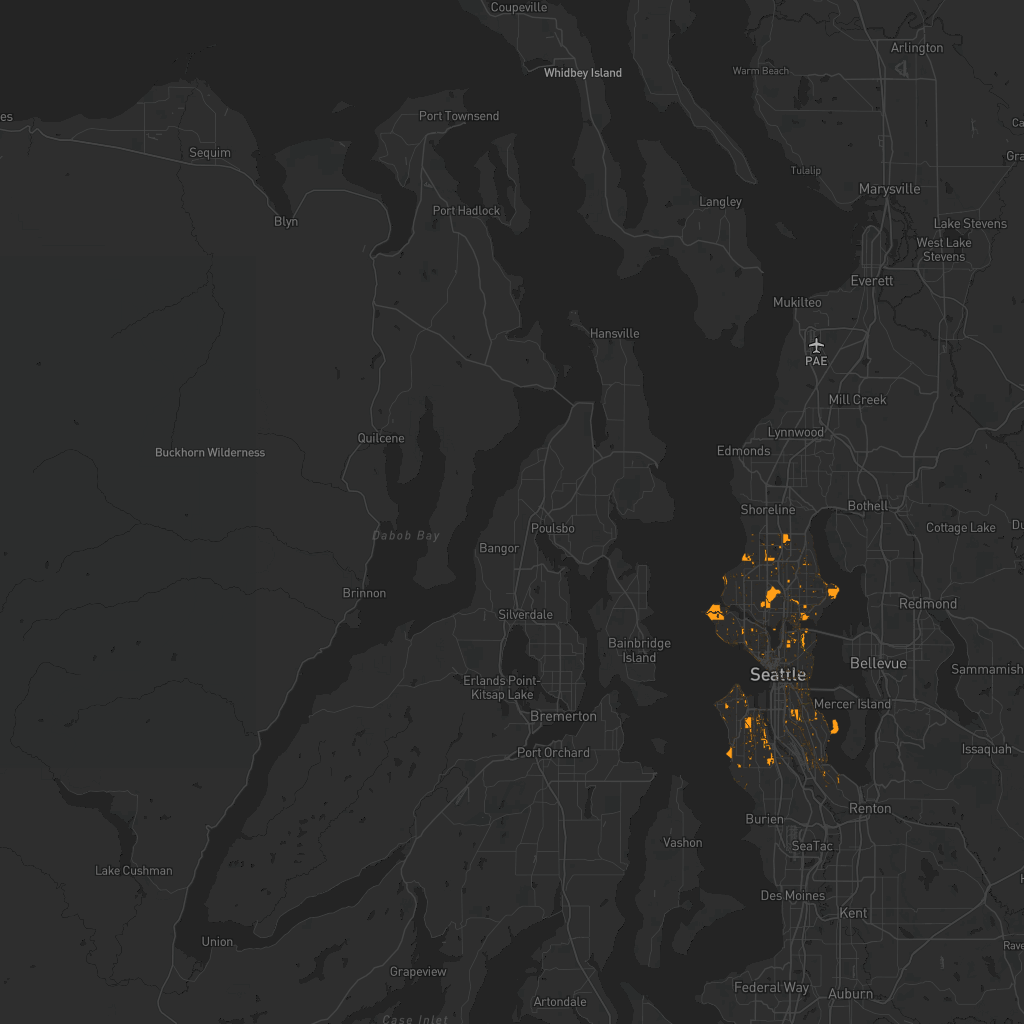 Coupeville
Arlington
Whidbey Island
Warm Beach
Port Townsend
es
Ca
Sequim
Gra
Tulalip
Marysville
Langley
Port Hadlock
Blyn
Lake Stevens
West Lake
Stevens
Everett
Mukilteo
Hansville
PAE
Mill Creek
Lynnwood
Quilcene
Edmonds
Buckhorn Wilderness
Bothell
Shoreline
Cottage Lake
Du
Poulsbo
Dabob Bay
Bangor
Brinnon
Redmond
Silverdale
Bainbridge
Island
Bellevue
Sammamish
Seattle
Erlands Point-
Kitsap Lake
Mercer Island
Bremerton
Issaquah
Port Orchard
Renton
Burien
Vashon
SeaTac
Lake Cushman
H
Des Moines
Kent
Union
Rave
Grapeview
Federal Way
Auburn
Artondale
Case Inlet